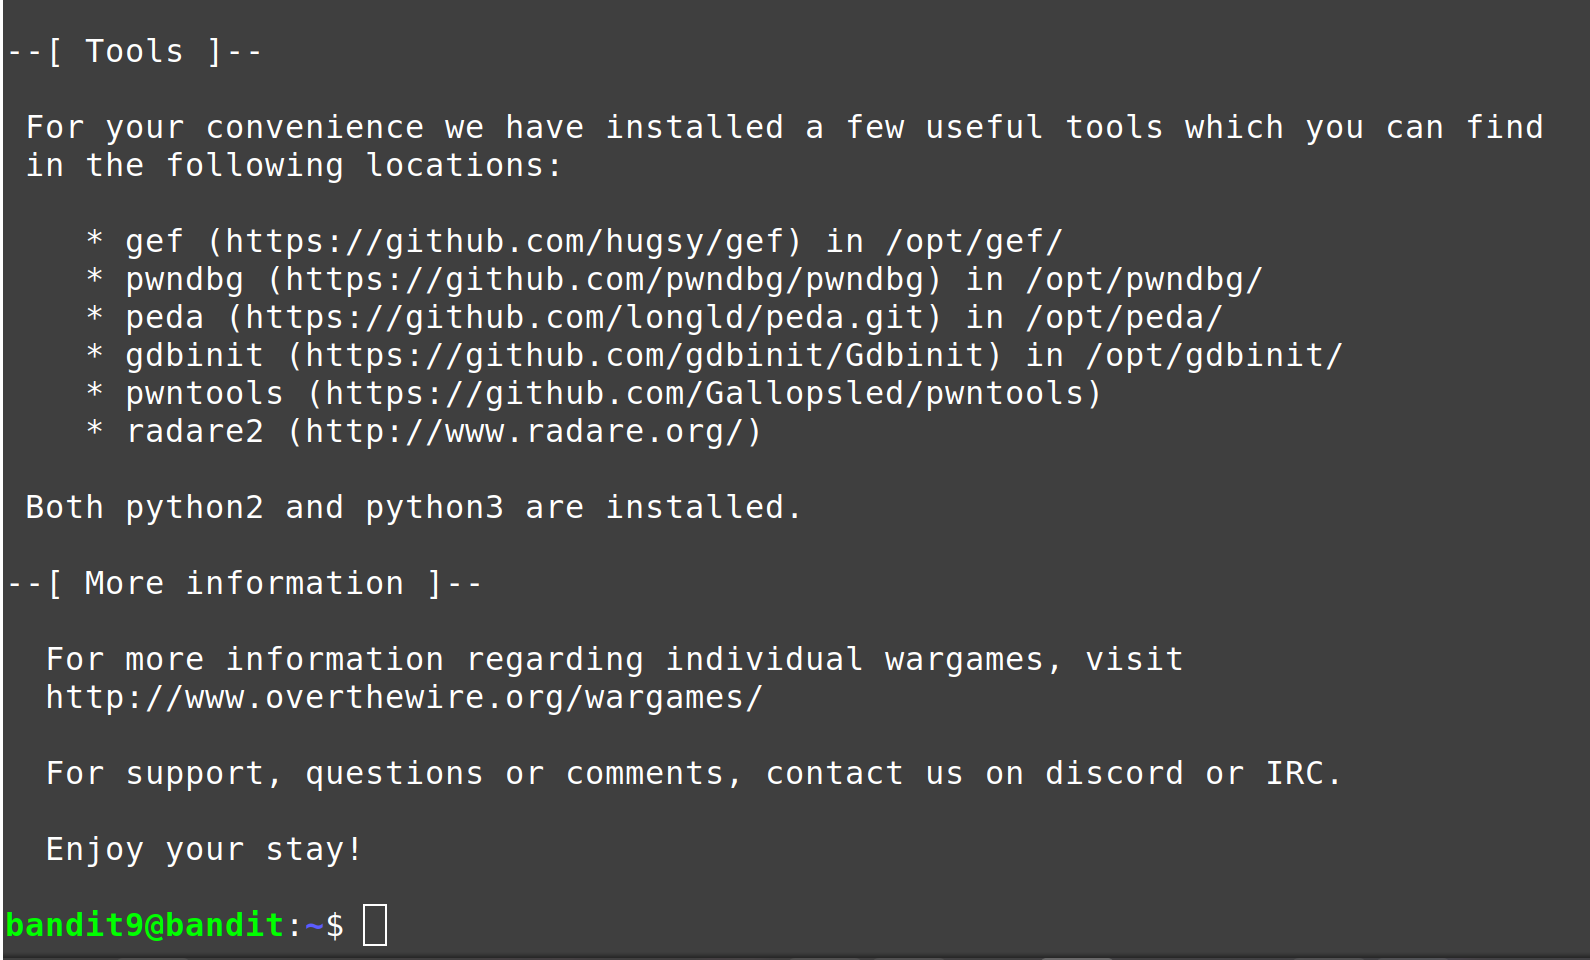 --[ Tools ]--
For your convenience we have installed a few useful tools which you can find
in the following locations:
* gef (https://github.com/hugsy/gef) in /opt/gef/
* pwndbg (https://github.com/pwndbg/pwndbg) in /opt/pwndbg/
* peda (https://github.com/longld/peda.git) in /opt/peda/
* gdbinit (https://github.com/gdbinit/Gdbinit) in /opt/gdbinit/
* pwntools (https://github.com/Gallopsled/pwntools)
* radare2 (http://www.radare.org/)
Both python2 and python3 are installed.
--[ More information ]--
For more information regarding individual wargames, visit
http://www.overthewire.org/wargames/
For support, questions or comments, contact us on discord or IRC.
Enjoy your stay!
bandit9@bandit:~$